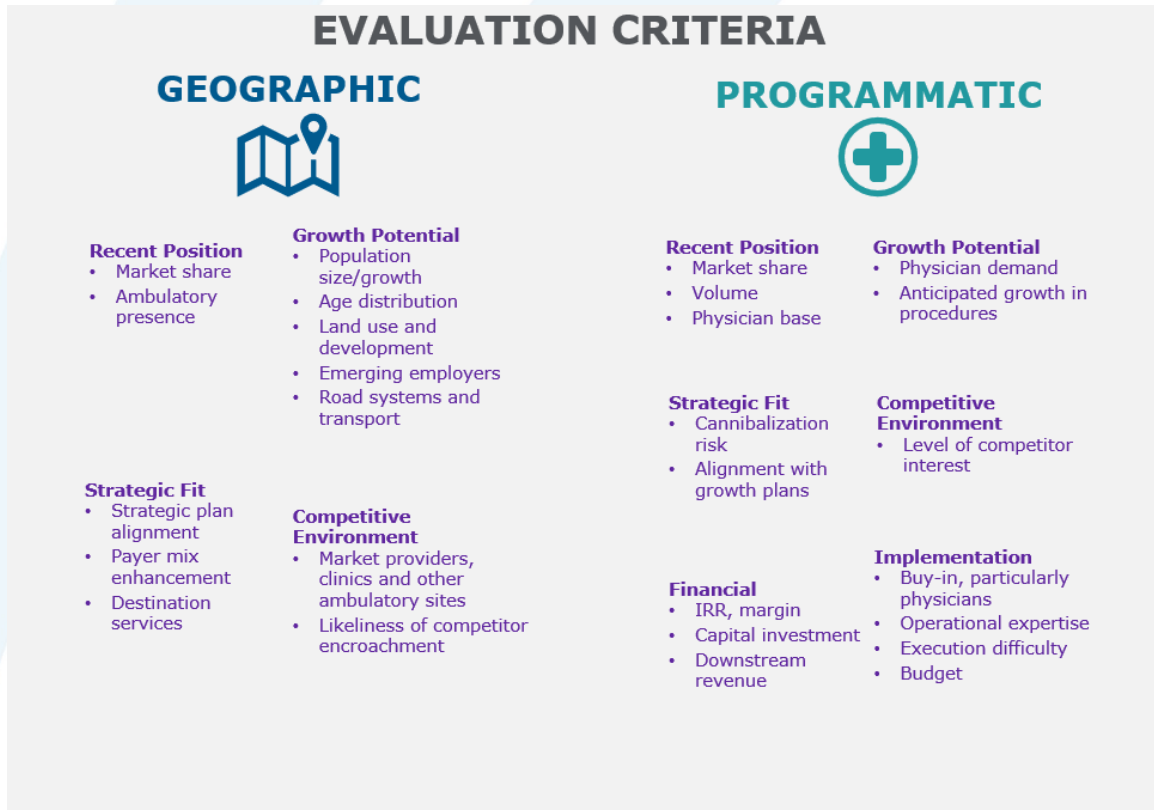 EVALUATION CRITERIA
GEOGRAPHIC
Recent Position
• Market share
• Ambulatory
presence
Growth Potential
• Population
size/growth
• Age distribution
• Land use and
development
• Emerging employers
• Road systems and
transport
Strategic Fit
• Strategic plan
alignment
• Payer mix
enhancement
• Destination
services
Competitive
Environment
• Market providers,
clinics and other
ambulatory sites
• Likeliness of competitor
encroachment
PROGRAMMATIC
Recent Position
• Market share
• Volume
• Physician base
Growth Potential
• Physician demand
• Anticipated growth in
procedures
Strategic Fit
• Cannibalization
risk
• Alignment with
growth plans
Competitive
Environment
• Level of competitor
interest
Financial
• IRR, margin
• Capital investment
• Downstream
revenue
Implementation
• Buy-in, particularly
physicians
• Operational expertise
• Execution difficulty
• Budget